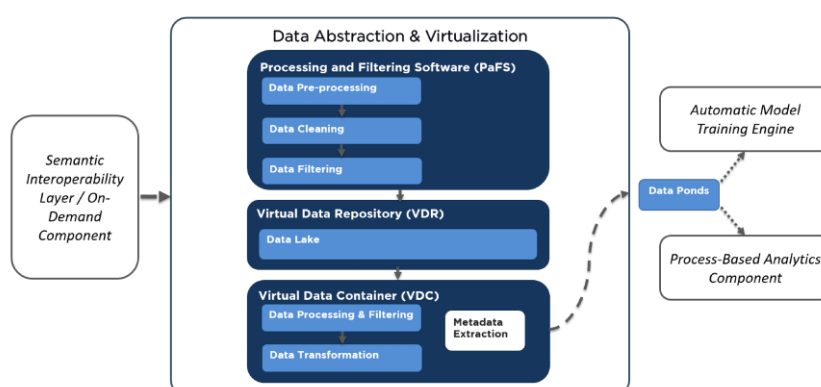 Data Abstraction & Virtualization
Processing and Filtering Software (PaFS)
Data Pre-processing
Data Cleaning
Data Filtering
Semantic
Interoperability
Layer / On-
Demand
Component
Virtual Data Repository (VDR)
Data Lake
Virtual Data Container (VDC)
Data Processing & Filtering
Data Transformation
Metadata
Extraction
Data Ponds
Automatic Model
Training Engine
Process-Based Analytics
Component